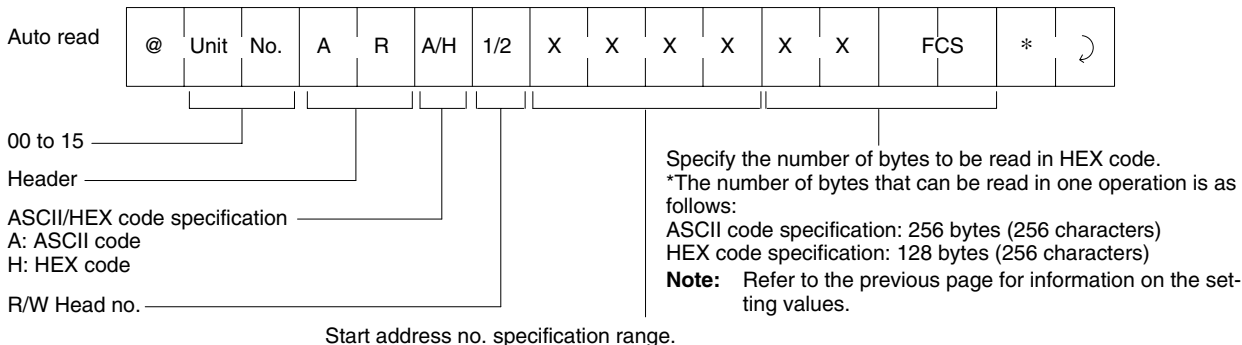 Auto read @ Unit No. A R A/H 1/2 X X X X X X FCS *
00 to 15
Header
ASCII/HEX code specification
A: ASCII code
H: HEX code
R/W Head no.
Start address no. specification range.
Specify the number of bytes to be read in HEX code.
*The number of bytes that can be read in one operation is as
follows:
ASCII code specification: 256 bytes (256 characters)
HEX code specification: 128 bytes (256 characters)
Note: Refer to the previous page for information on the set-
ting values.